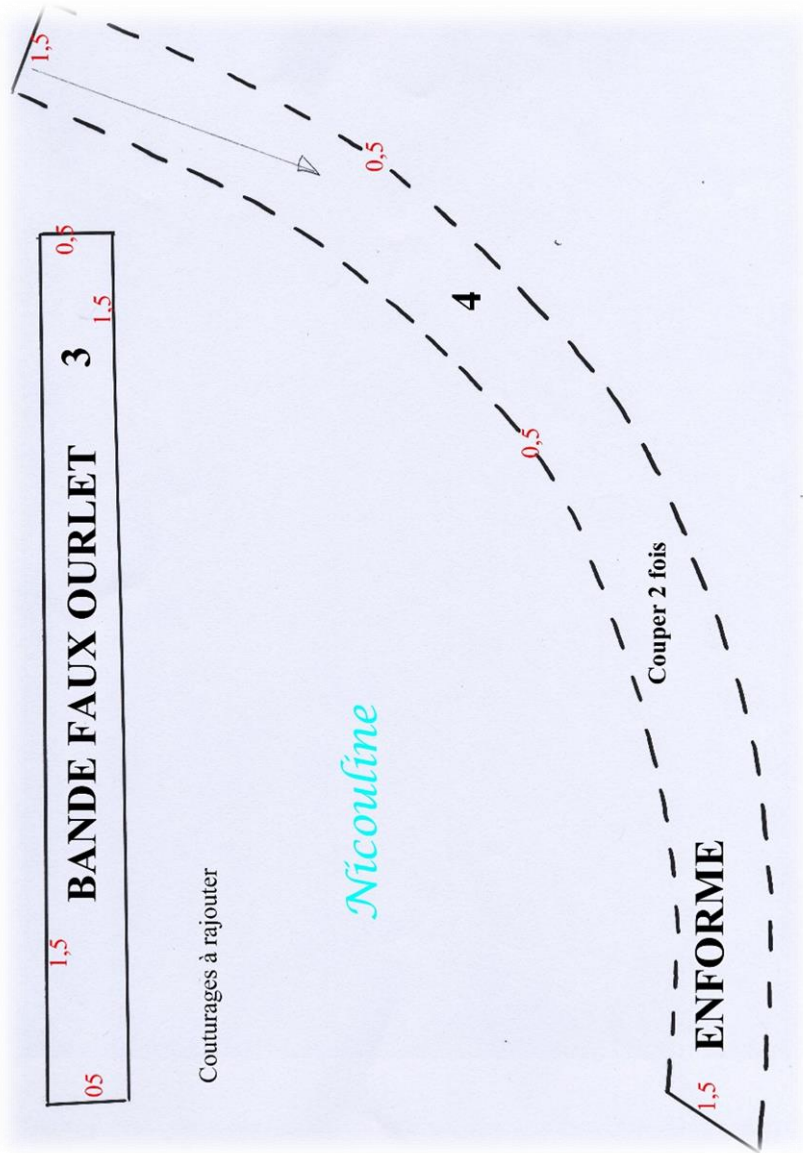 1,5
05
BANDE FAUX OURLET 3
1,5
0,5
Couturages à rajouter
Nicouline
1,5
0,5
0,5
4
Couper 2 fois
ENFORME
1,5